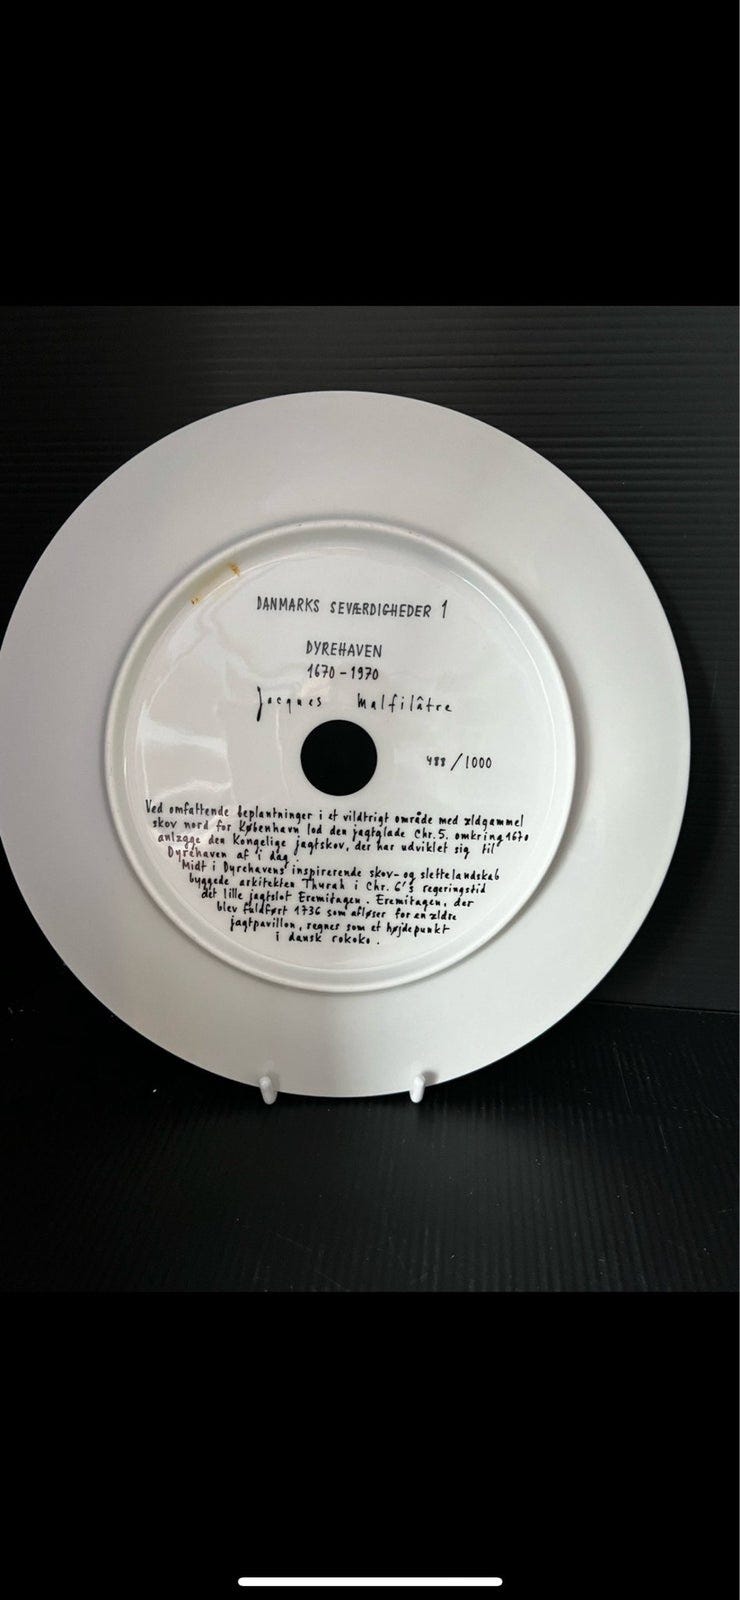 DANMARKS SEVÆRDIGHEDER 1
DYREHAVEN
1670 - 1970
Jacques Malfilâtre
488 / 1000
Ved omfattende beplantninger i et vildtrigt område med ældgammel
skov nord for København lod den jagtglade Chr. 5. omkring 1670
anlægge den Kongelige jagtskov, der har udviklet sig til
Dyrehaven af i dag.
Midt i Dyrehavens inspirerende skov- og slettelandskab
byggede arkitekten Thurah i Chr. 6's regeringstid
det lille jagtslot Eremitagen. Eremitagen, der
blev fuldført 1736 som afløser for en ældre
jagtpavillon, regnes som et højdepunkt
i dansk rokoko.